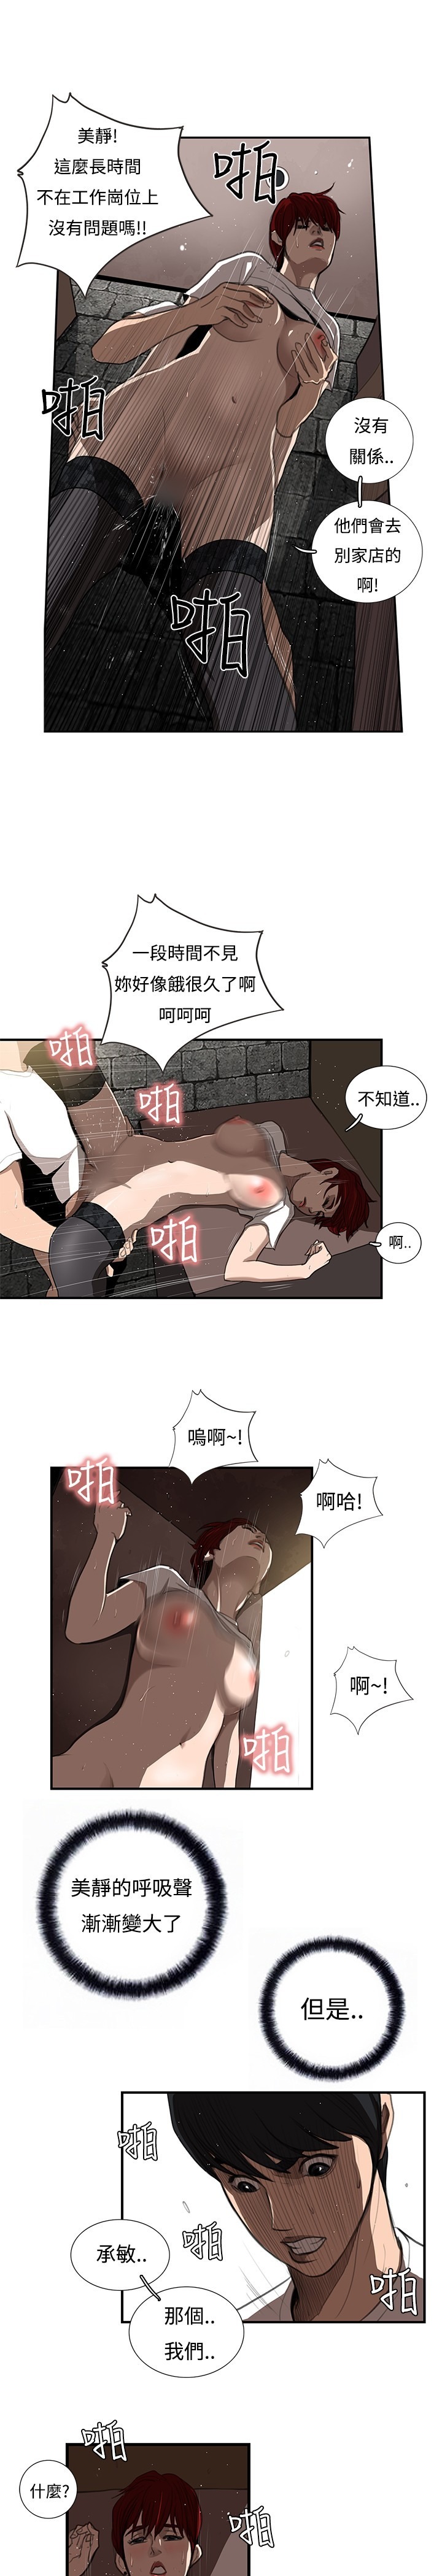 美靜!
這麼長時間
不在工作崗位上
沒有問題嗎!!
啪
啪
沒有
關係..
他們會去
別家店的
啊!
啪
一段時間不見
妳好像餓很久了啊
呵呵呵
啪
啪
不知道..
啪
啊..
嗚啊~!
啪
啊哈!
啊~!
啪
美靜的呼吸聲
漸漸變大了
但是..
啪
啪
承敏..
啪
那個..
我們..
啪
什麼?
啪